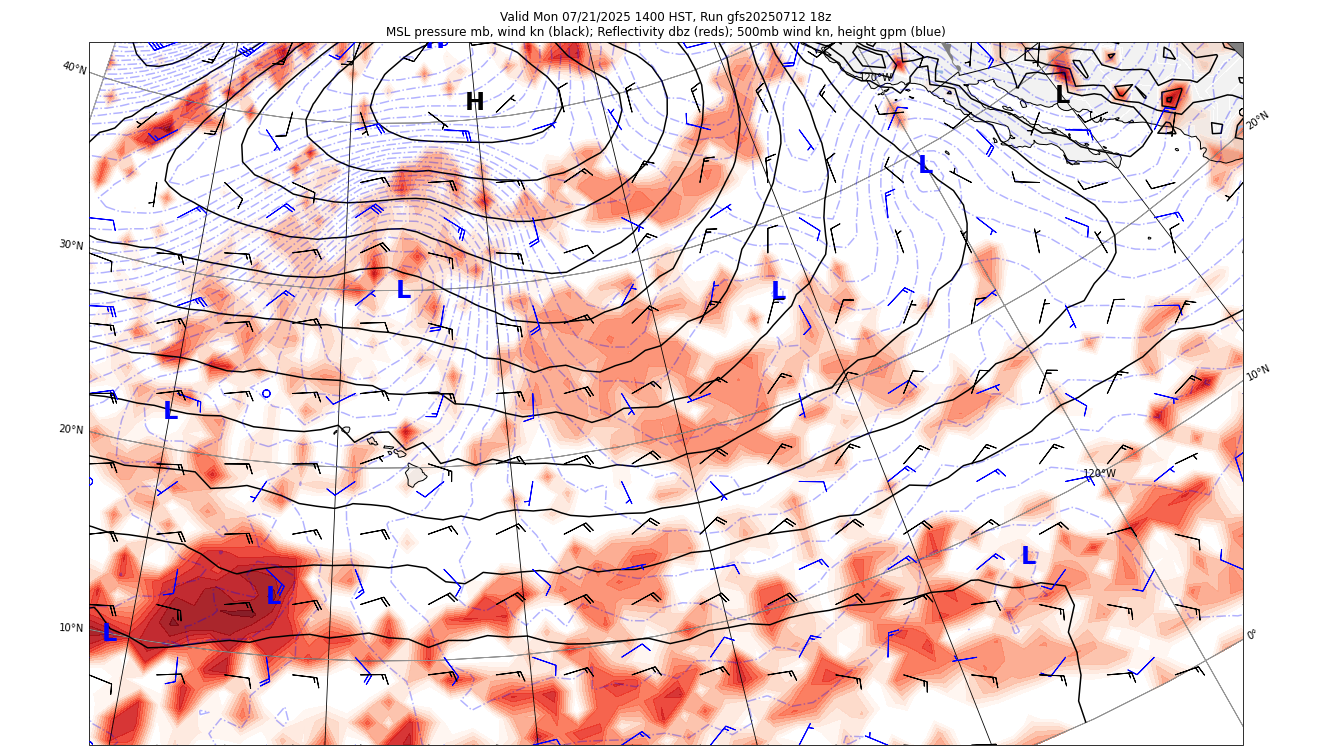 Valid Mon 07/21/2025 1400 HST, Run gfs20250712 18z
MSL pressure mb, wind kn (black); Reflectivity dbz (reds); 500mb wind kn, height gpm (blue)
H
40°N
120°W
L
H
20°N
L
30°N
L
L
10°N
L
20°N
120°W
L
L
10°N
L
0°